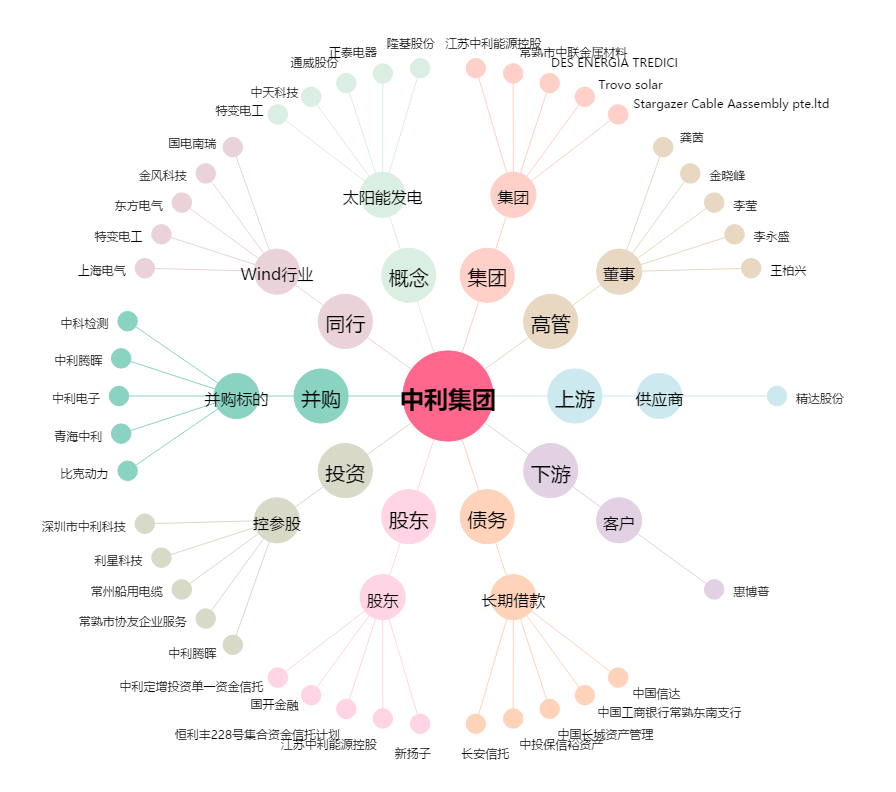 隆基股份
正泰电器
通威股份
中天科技
特变电工
太阳能发电
概念
江苏中利能源控股
常熟市中联金属材料
DES ENERGIA TREDICI
Trovo solar
Stargazer Cable Aassembly pte.ltd
集团
集团
国电南瑞
金风科技
东方电气
特变电工
上海电气
Wind行业
同行
龚茵
金晓峰
李莹
李永盛
王柏兴
董事
高管
中科检测
中利腾晖
中利电子
青海中利
比克动力
并购标的
并购
中利集团
上游
供应商
精达股份
投资
控参股
深圳市中利科技
利星科技
常州船用电缆
常熟市协友企业服务
中利腾晖
下游
客户
惠博普
股东
股东
中利定增投资单一资金信托
国开金融
恒利丰228号集合资金信托计划
江苏中利能源控股
新扬子
债务
长期借款
中国信达
中国工商银行常熟东南支行
中国长城资产管理
中投保信裕资产
长安信托